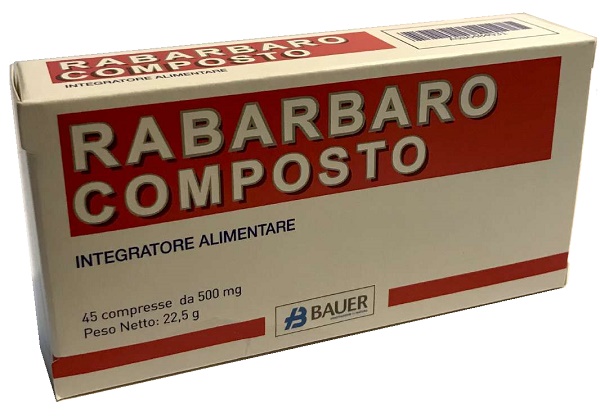 RABARBARO
COMPOSTO
INTEGRATORE ALIMENTARE
RABARBARO
COMPOSTO
INTEGRATORE ALIMENTARE
45 compresse da 500 mg
Peso Netto: 22,5 g
BAUER